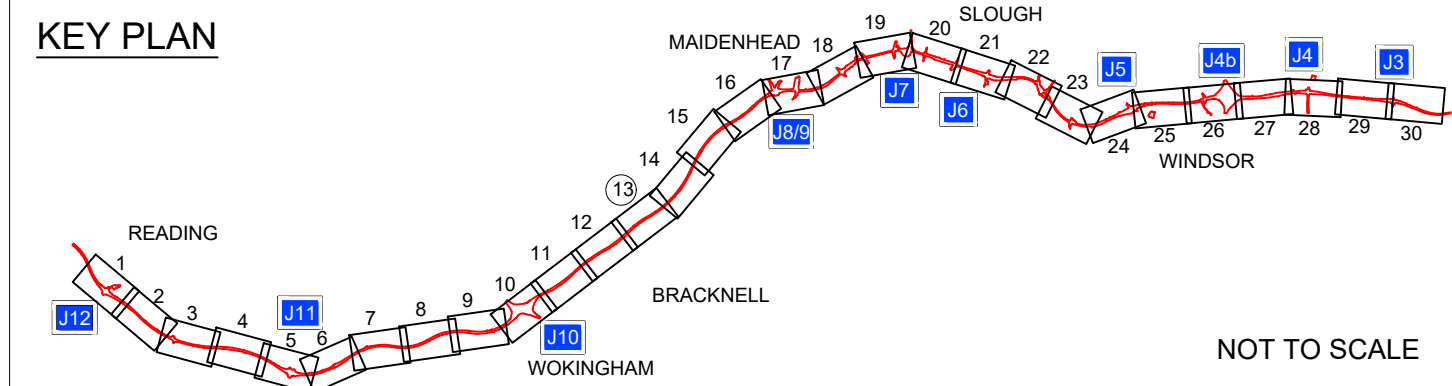 KEY PLAN
READING
MAIDENHEAD
SLOUGH
WINDSOR
BRACKNELL
WOKINGHAM
J12
J11
J10
J8/9
J7
J6
J5
J4b
J4
J3
1
2
3
4
5
6
7
8
9
10
11
12
13
14
15
16
17
18
19
20
21
22
23
24
25
26
27
28
29
30
NOT TO SCALE